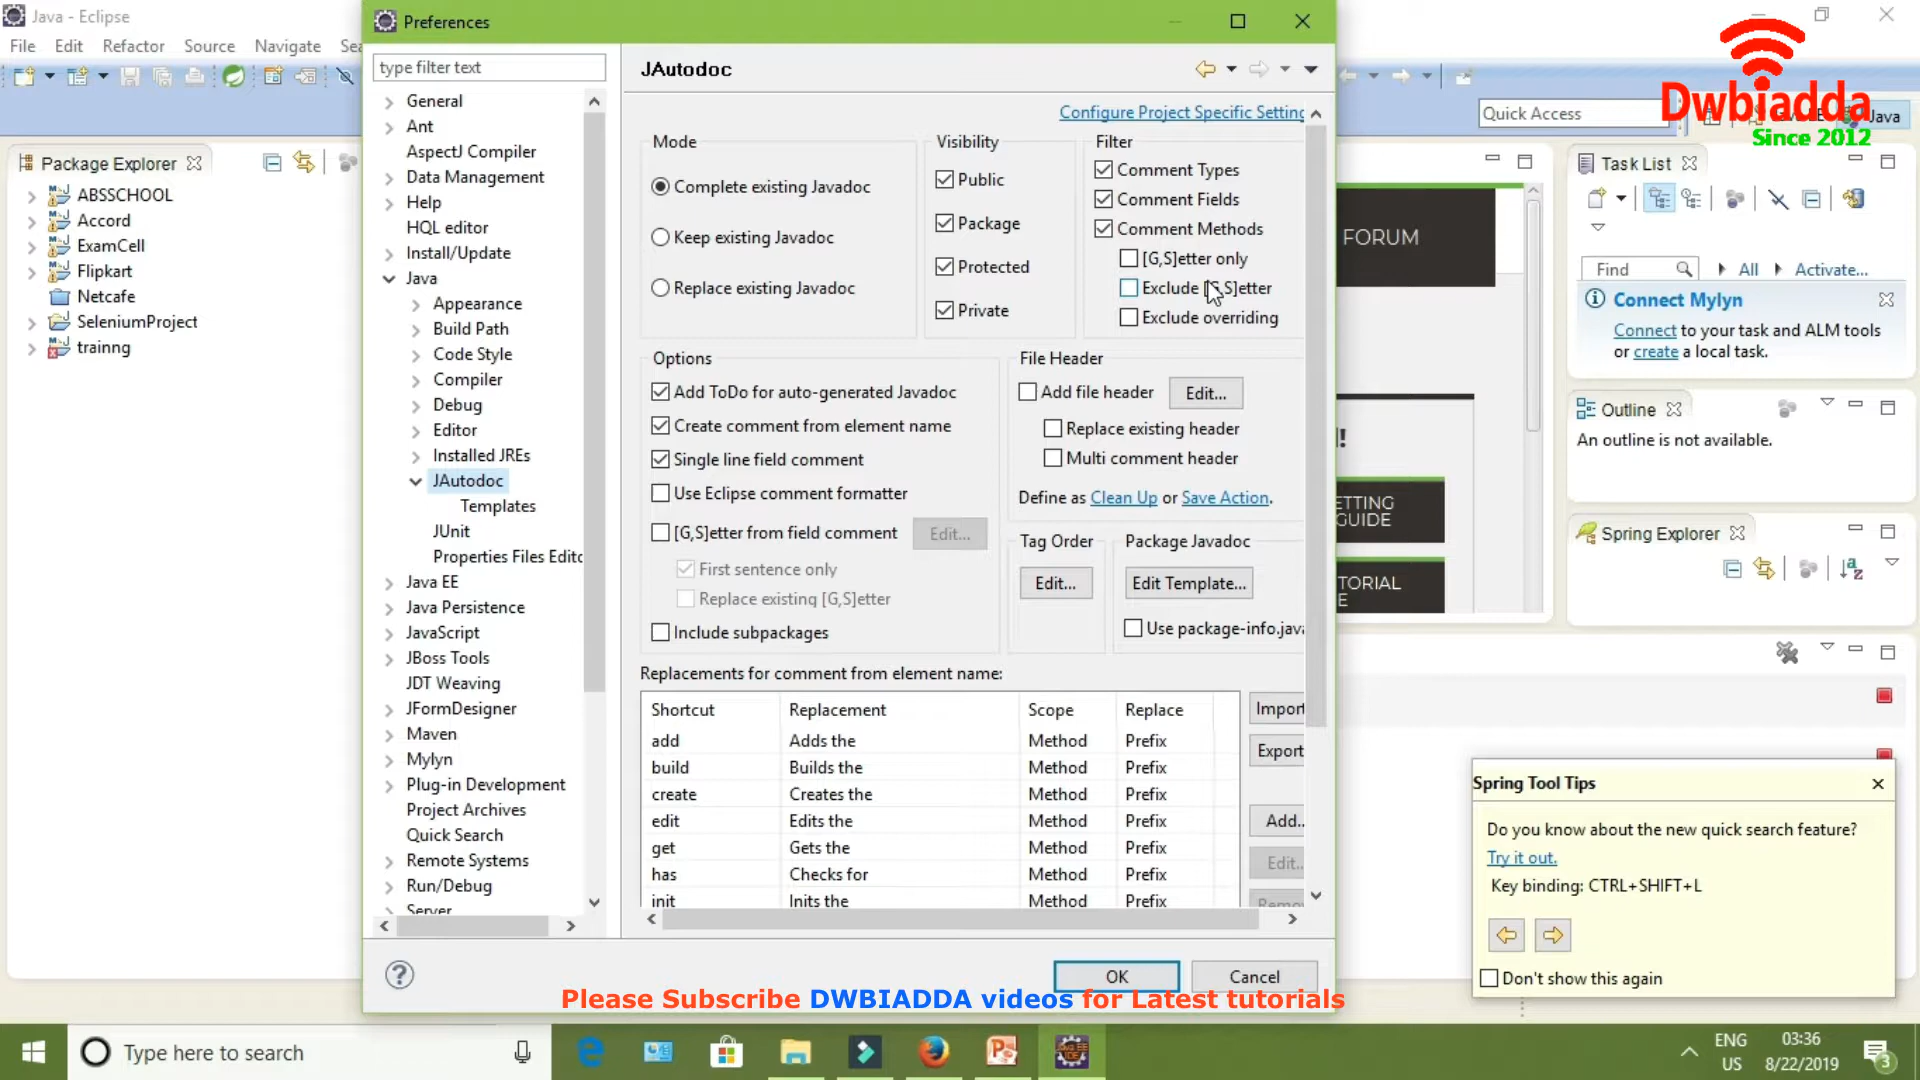 Java - Eclipse
File Edit Refactor Source Navigate
Package Explorer
ABSSCHOOL
Accord
ExamCell
Flipkart
Netcafe
SeleniumProject
trainng
Preferences
type filter text
General
Ant
AspectJ Compiler
Data Management
Help
HQL editor
Install/Update
Java
Appearance
Build Path
Code Style
Compiler
Debug
Editor
Installed JREs
JAutodoc
Templates
JUnit
Properties Files Edito
Java EE
Java Persistence
JavaScript
JBoss Tools
JDT Weaving
JFormDesigner
Maven
Mylyn
Plug-in Development
Project Archives
Quick Search
Remote Systems
Run/Debug
Server
JAutodoc
Configure Project Specific Setting
Mode
Complete existing Javadoc
Keep existing Javadoc
Replace existing Javadoc
Visibility
Public
Package
Protected
Private
Filter
Comment Types
Comment Fields
Comment Methods
[G,S]etter only
Exclude [G,S]etter
Exclude overriding
Options
Add ToDo for auto-generated Javadoc
Create comment from element name
Single line field comment
Use Eclipse comment formatter
[G,S]etter from field comment Edit...
First sentence only
Replace existing [G,S]etter
Include subpackages
File Header
Add file header Edit...
Replace existing header
Multi comment header
Define as Clean Up or Save Action.
Tag Order
Edit...
Package Javadoc
Edit Template...
Use package-info.java
Replacements for comment from element name:
Shortcut Replacement Scope Replace
add Adds the Method Prefix
build Builds the Method Prefix
create Creates the Method Prefix
edit Edits the Method Prefix
get Gets the Method Prefix
has Checks for Method Prefix
init Inits the Method Prefix
Import
Export
Add..
Edit..
OK Cancel
Please Subscribe DWBIADDA videos for Latest tutorials
Quick Access
Java
Dwbiadda
Since 2012
FORUM
ETTING
GUIDE
TORIAL
E
Task List
Find All Activate...
Connect Mylyn
Connect to your task and ALM tools
or create a local task.
Outline
An outline is not available.
Spring Explorer
Spring Tool Tips
Do you know about the new quick search feature?
Try it out.
Key binding: CTRL+SHIFT+L
Don't show this again
Type here to search
ENG
US
03:36
8/22/2019
3